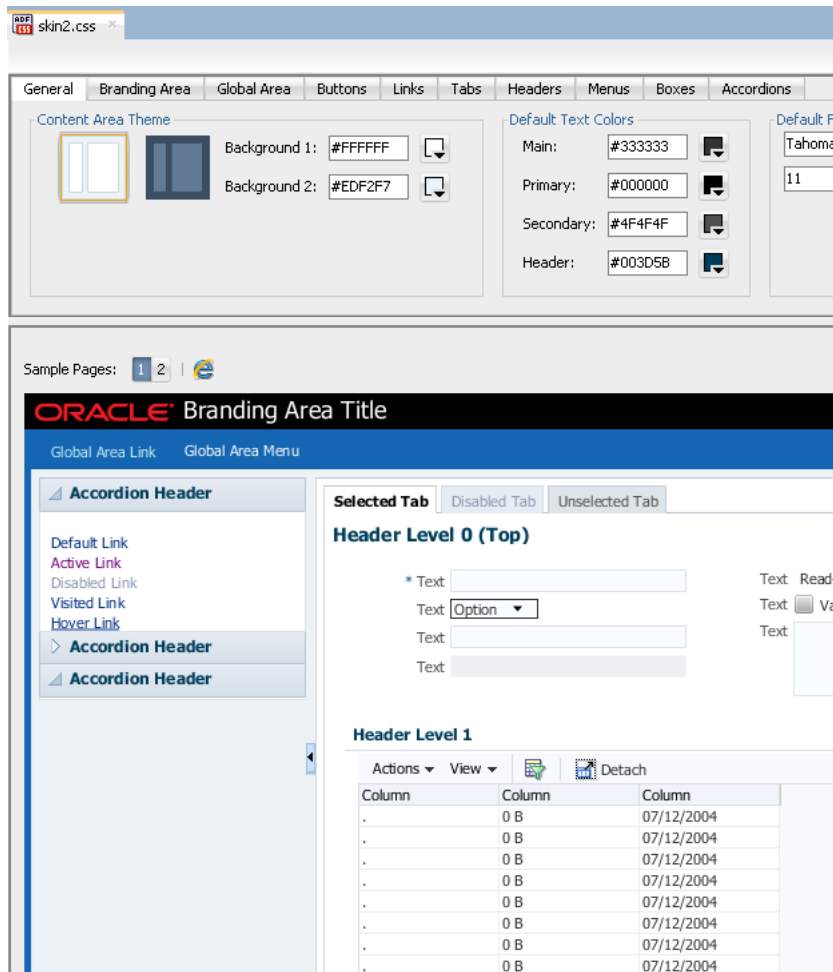 ADF
CSS
skin2.css ×
General Branding Area Global Area Buttons Links Tabs Headers Menus Boxes Accordions
Content Area Theme
Background 1: #FFFFFF
Background 2: #EDF2F7
Default Text Colors
Main: #333333
Primary: #000000
Secondary: #4F4F4F
Header: #003D5B
Default F
Tahoma
11
Sample Pages: 1 2 |
ORACLE Branding Area Title
Global Area Link Global Area Menu
Accordion Header
Default Link
Active Link
Disabled Link
Visited Link
Hover Link
Accordion Header
Accordion Header
Selected Tab Disabled Tab Unselected Tab
Header Level 0 (Top)
* Text
Text Option
Text
Text
Text Read-
Text Va
Text
Header Level 1
Actions View Detach
Column Column Column
. 0 B 07/12/2004
. 0 B 07/12/2004
. 0 B 07/12/2004
. 0 B 07/12/2004
. 0 B 07/12/2004
. 0 B 07/12/2004
. 0 B 07/12/2004
. 0 B 07/12/2004